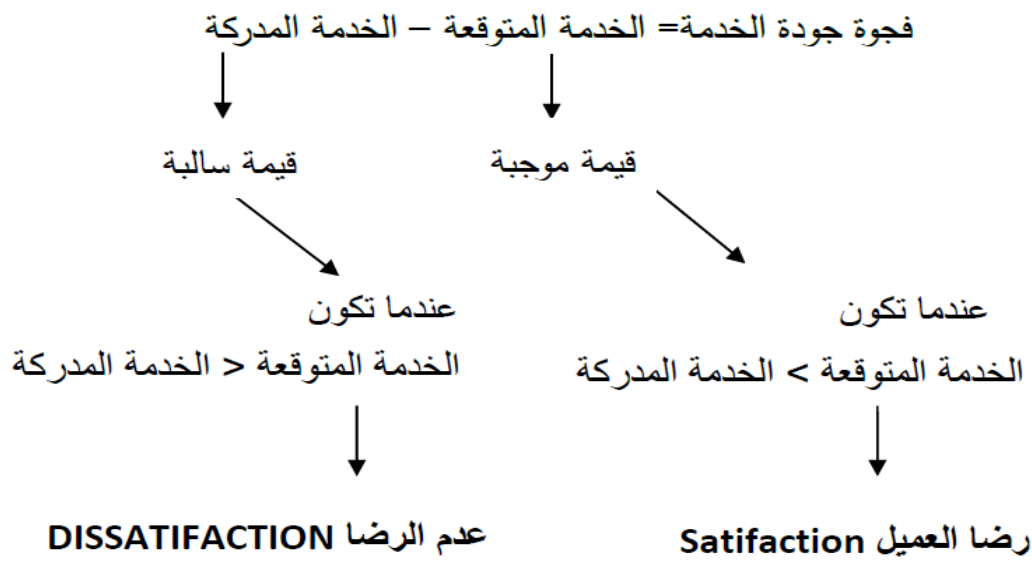 فجوة جودة الخدمة= الخدمة المتوقعة – الخدمة المدركة
قيمة موجبة
قيمة سالبة
عندما تكون
الخدمة المتوقعة < الخدمة المدركة
رضا العميل Satifaction
عندما تكون
الخدمة المتوقعة > الخدمة المدركة
عدم الرضا DISSATIFACTION